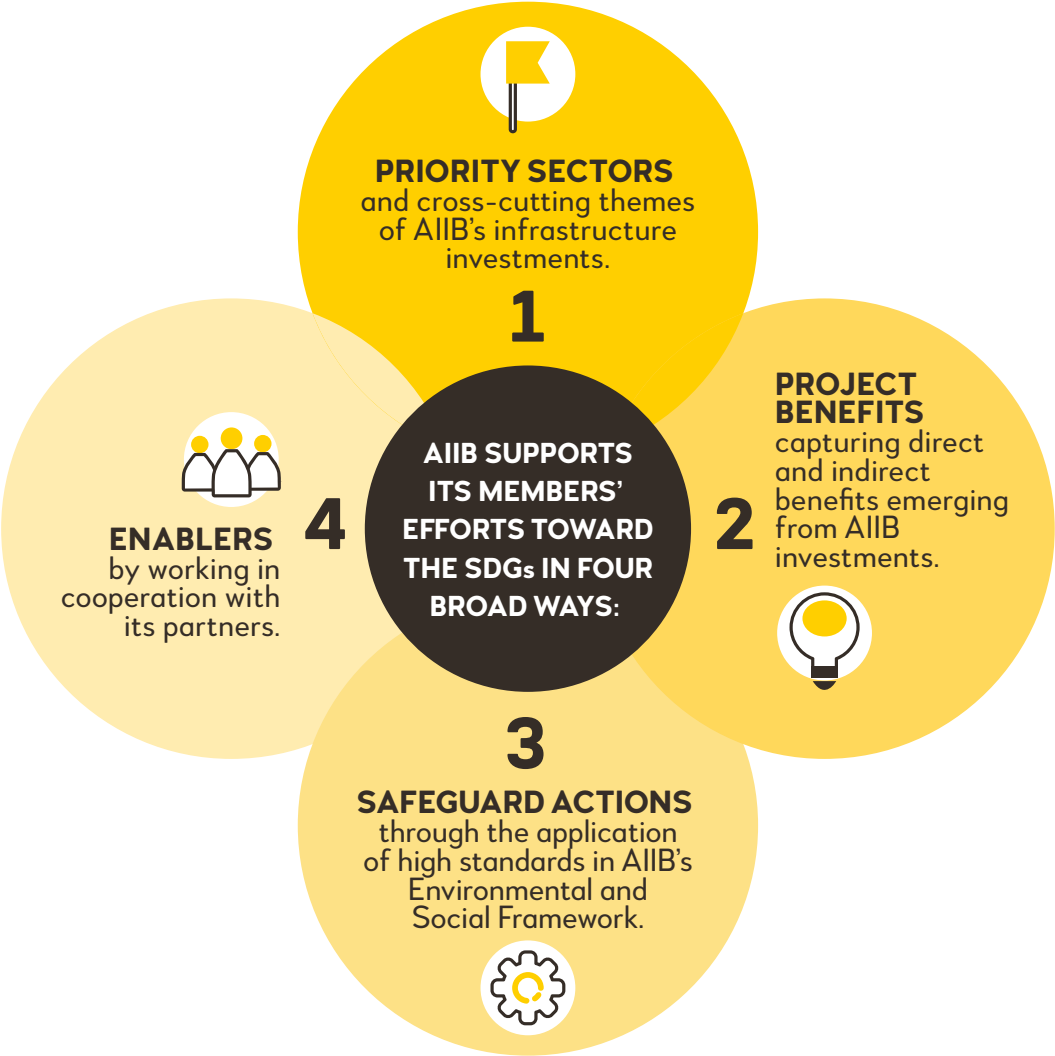 AIIB SUPPORTS
ITS MEMBERS’
EFFORTS TOWARD
THE SDGs IN FOUR
BROAD WAYS:
PRIORITY SECTORS
and cross-cutting themes
of AIIB’s infrastructure
investments.
1
PROJECT
BENEFITS
capturing direct
and indirect
benefits emerging
from AIIB
investments.
2
3
SAFEGUARD ACTIONS
through the application
of high standards in AIIB’s
Environmental and
Social Framework.
4
ENABLERS
by working in
cooperation with
its partners.